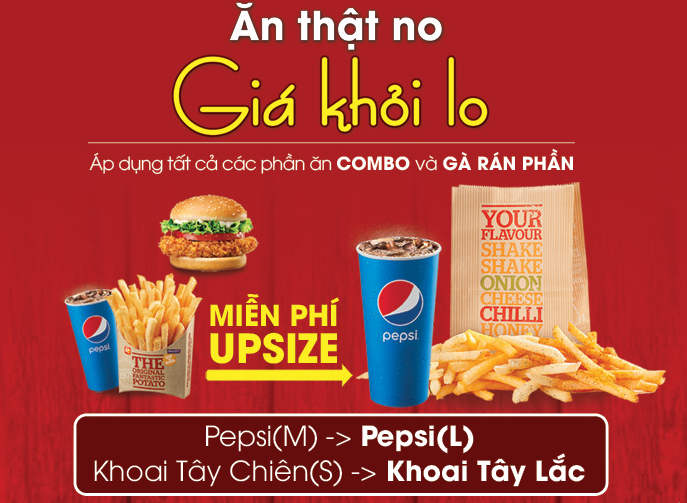 Ăn thật no
Giá khỏi lo
Áp dụng tất cả các phần ăn COMBO và GÀ RÁN PHẦN
YOUR
FLAVOUR
SHAKE
SHAKE
ONION
CHEESE
CHILLI
HONEY
MIỄN PHÍ
UPSIZE
pepsi
pepsi
THE
ORIGINAL
FANTASTIC
POTATO
Pepsi(M) -> Pepsi(L)
Khoai Tây Chiên(S) -> Khoai Tây Lắc